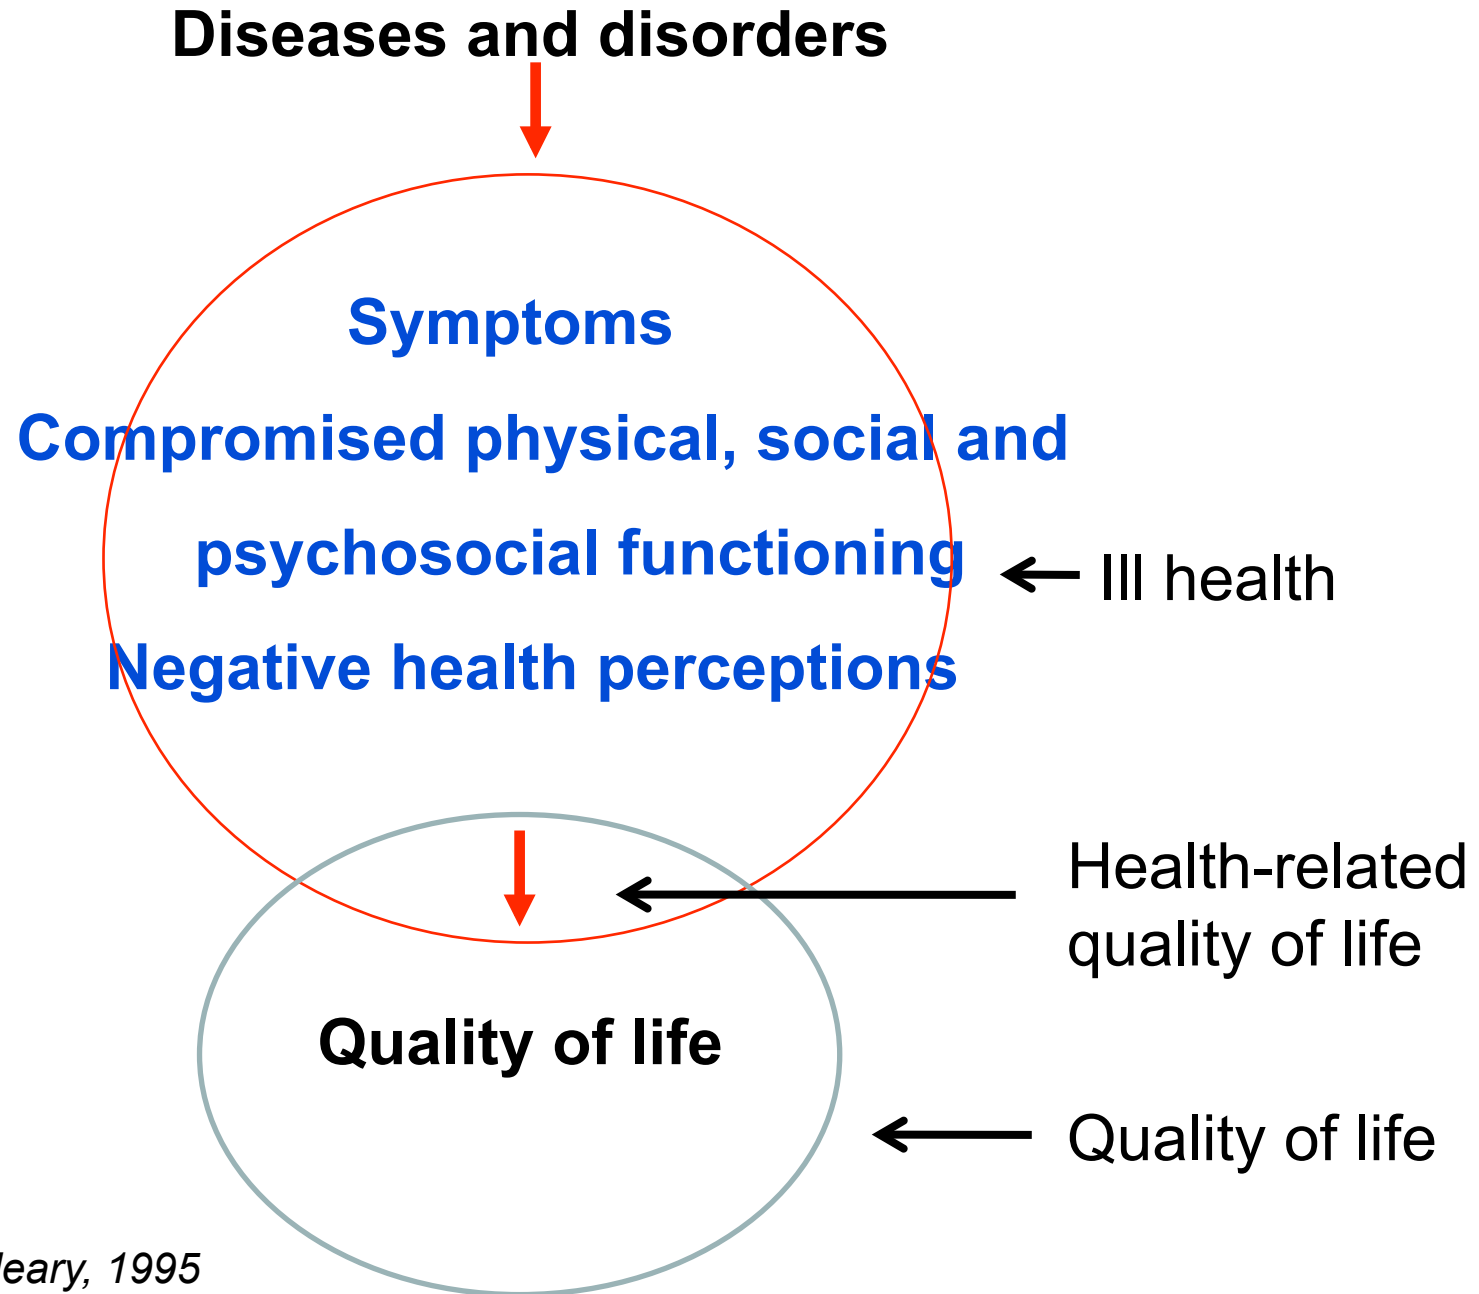 Diseases and disorders
Symptoms
Compromised physical, social and
psychosocial functioning
Ill health
Negative health perceptions
Health-related
quality of life
Quality of life
Quality of life
leary, 1995